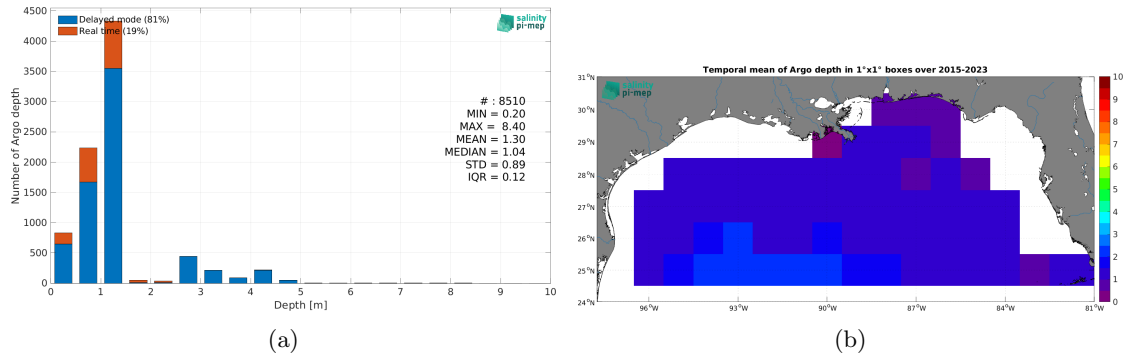 Delayed mode (81%)
Real time (19%)
salinity
pi-mep
4500
4000
3500
3000
2500
2000
1500
1000
500
0
Number of Argo depth
# : 8510
MIN = 0.20
MAX = 8.40
MEAN = 1.30
MEDIAN = 1.04
STD = 0.89
IQR = 0.12
0 1 2 3 4 5 6 7 8 9 10
Depth [m]
(a)
Temporal mean of Argo depth in 1°x1° boxes over 2015-2023
salinity
pi-mep
31°N
30°N
29°N
28°N
27°N
26°N
25°N
24°N
96°W 93°W 90°W 87°W 84°W 81°W
10
9
8
7
6
5
4
3
2
1
0
(b)